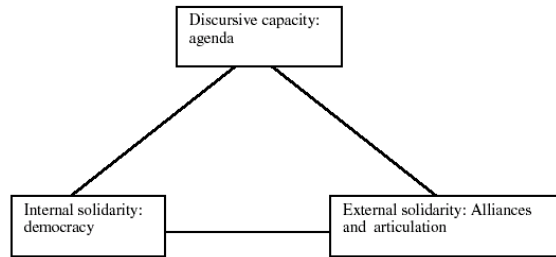 Discursive capacity:
agenda
Internal solidarity:
democracy
External solidarity: Alliances
and articulation